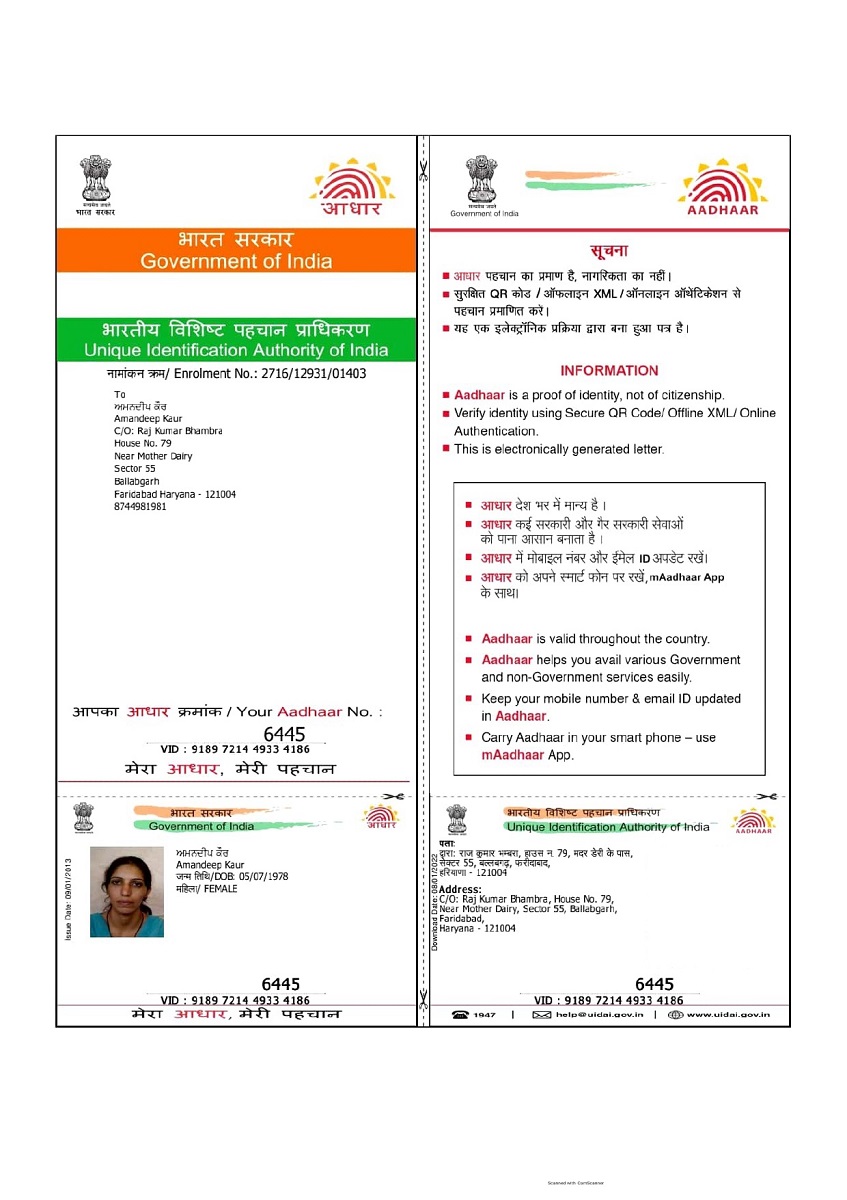 सत्यमेव जयते
भारत सरकार
आधार
भारत सरकार
Government of India
भारतीय विशिष्ट पहचान प्राधिकरण
Unique Identification Authority of India
नामांकन क्रम/ Enrolment No.: 2716/12931/01403
To
ਅਮਨਦੀਪ ਕੌਰ
Amandeep Kaur
C/O: Raj Kumar Bhambra
House No. 79
Near Mother Dairy
Sector 55
Ballabgarh
Faridabad Haryana - 121004
8744981981
आपका आधार क्रमांक / Your Aadhaar No. :
6445
VID : 9189 7214 4933 4186
मेरा आधार, मेरी पहचान
सत्यमेव जयते
Government of India
AADHAAR
सूचना
आधार पहचान का प्रमाण है, नागरिकता का नहीं।
सुरक्षित QR कोड / ऑफलाइन XML / ऑनलाइन ऑथेंटिकेशन से
पहचान प्रमाणित करें।
यह एक इलेक्ट्रॉनिक प्रक्रिया द्वारा बना हुआ पत्र है।
INFORMATION
Aadhaar is a proof of identity, not of citizenship.
Verify identity using Secure QR Code/ Offline XML/ Online
Authentication.
This is electronically generated letter.
आधार देश भर में मान्य है ।
आधार कई सरकारी और गैर सरकारी सेवाओं
को पाना आसान बनाता है ।
आधार में मोबाइल नंबर और ईमेल ID अपडेट रखें।
आधार को अपने स्मार्ट फोन पर रखें, mAadhaar App
के साथ।
Aadhaar is valid throughout the country.
Aadhaar helps you avail various Government
and non-Government services easily.
Keep your mobile number & email ID updated
in Aadhaar.
Carry Aadhaar in your smart phone – use
mAadhaar App.
भारत सरकार
Government of India
आधार
Issue Date: 09/01/2013
ਅਮਨਦੀਪ ਕੌਰ
Amandeep Kaur
जन्म तिथि/DOB: 05/07/1978
महिला/ FEMALE
6445
VID : 9189 7214 4933 4186
मेरा आधार, मेरी पहचान
भारतीय विशिष्ट पहचान प्राधिकरण
Unique Identification Authority of India
AADHAAR
Download Date: 08/01/2022
पता:
द्वारा: राज कुमार भम्बरा, हाउस न. 79, मदर डेरी के पास,
सेक्टर 55, बल्लबगढ़, फरीदाबाद,
हरियाणा - 121004
Address:
C/O: Raj Kumar Bhambra, House No. 79,
Near Mother Dairy, Sector 55, Ballabgarh,
Faridabad,
Haryana - 121004
6445
VID : 9189 7214 4933 4186
1947 | help@uidai.gov.in | www.uidai.gov.in
Scanned with CamScanner